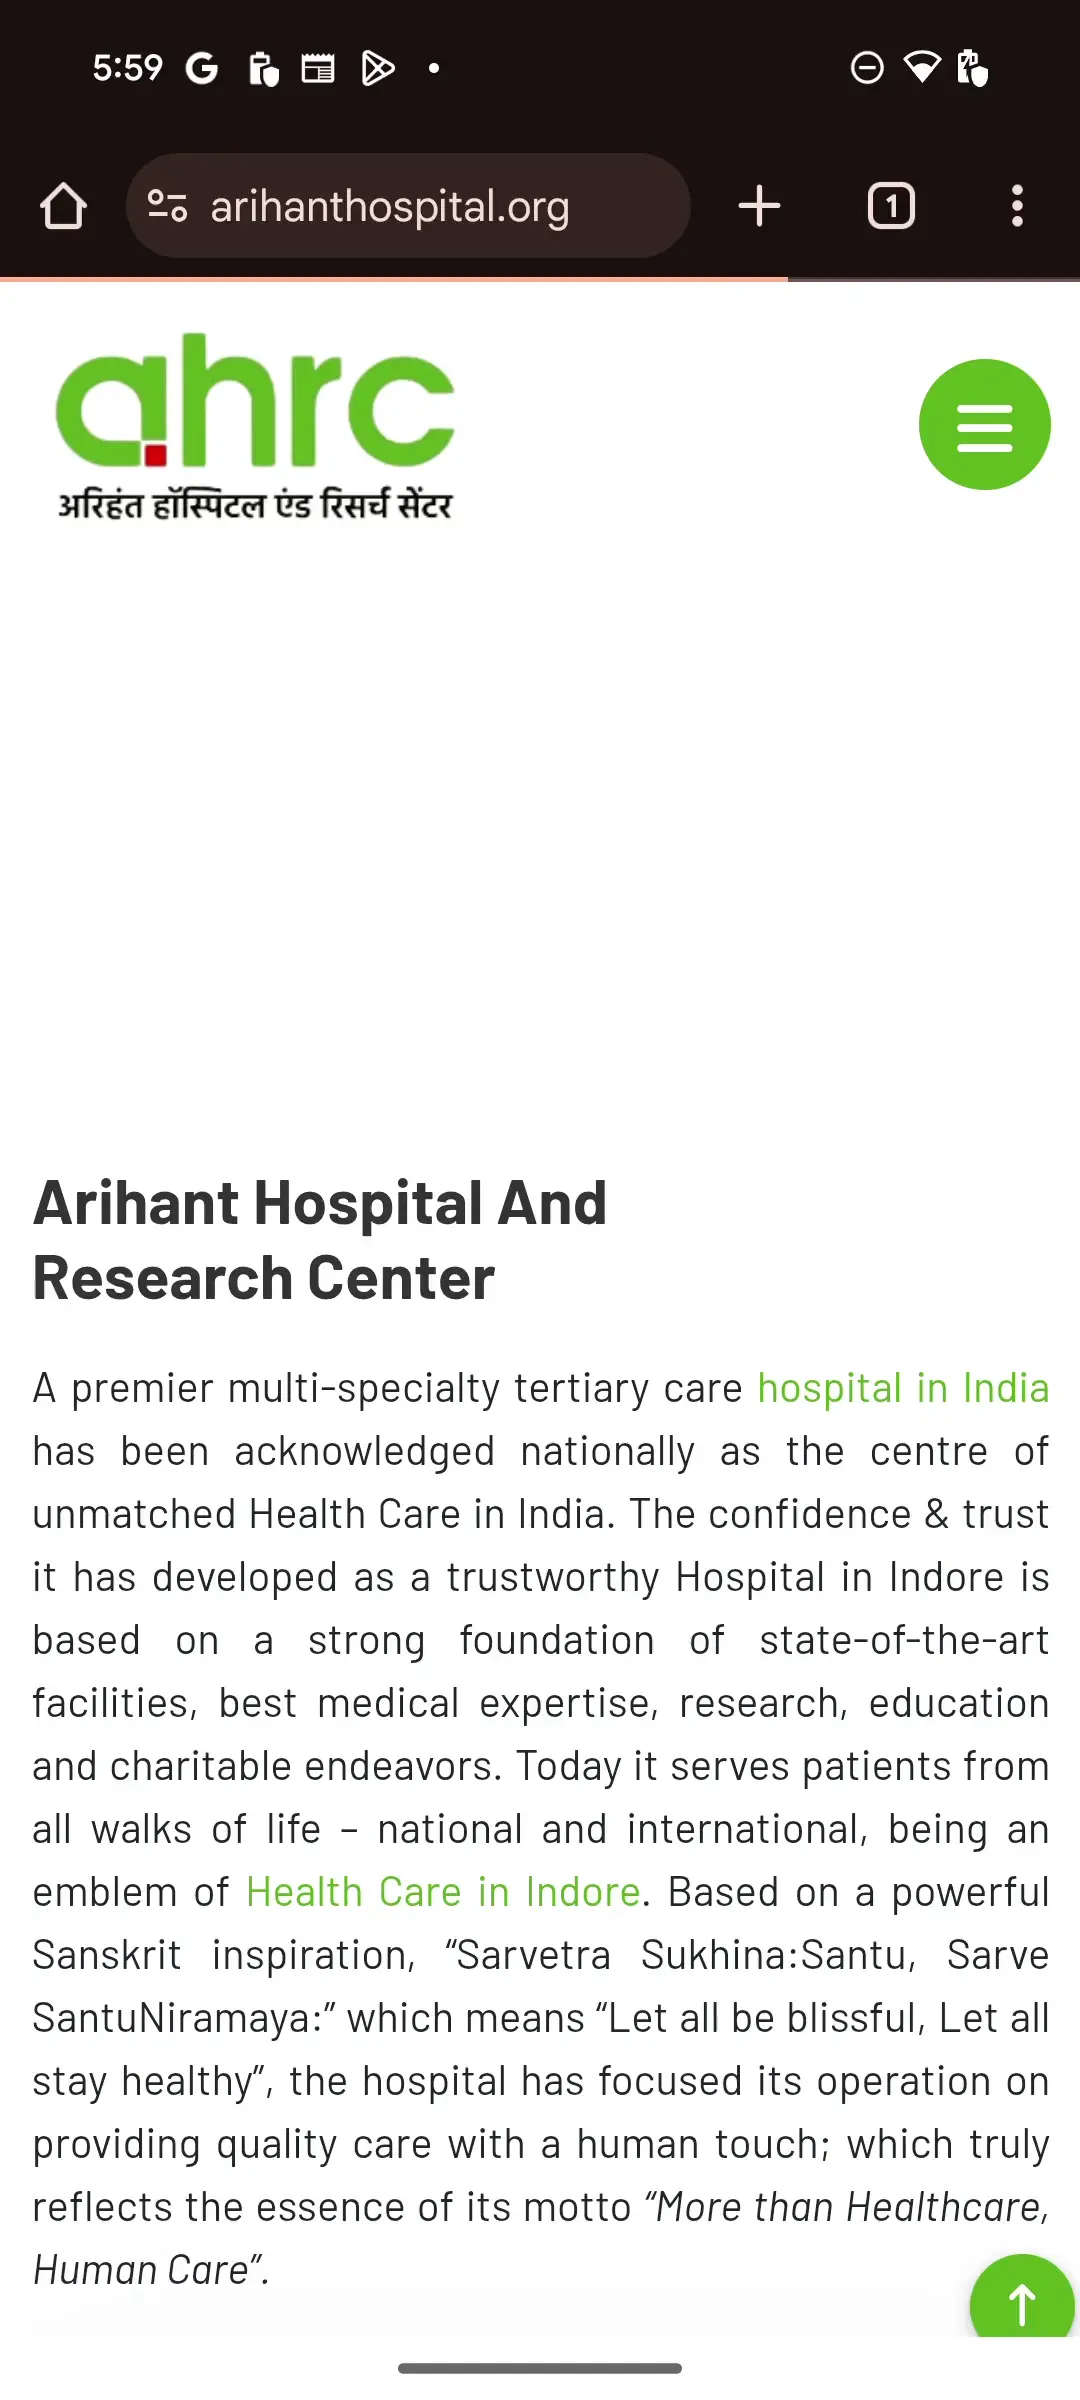 5:59
arihanthospital.org
1
ahrc
अरिहंत हॉस्पिटल एंड रिसर्च सेंटर
Arihant Hospital And
Research Center
A premier multi-specialty tertiary care hospital in India
has been acknowledged nationally as the centre of
unmatched Health Care in India. The confidence & trust
it has developed as a trustworthy Hospital in Indore is
based on a strong foundation of state-of-the-art
facilities, best medical expertise, research, education
and charitable endeavors. Today it serves patients from
all walks of life – national and international, being an
emblem of Health Care in Indore. Based on a powerful
Sanskrit inspiration, “Sarvetra Sukhina:Santu, Sarve
SantuNiramaya:” which means “Let all be blissful, Let all
stay healthy”, the hospital has focused its operation on
providing quality care with a human touch; which truly
reflects the essence of its motto “More than Healthcare,
Human Care”.